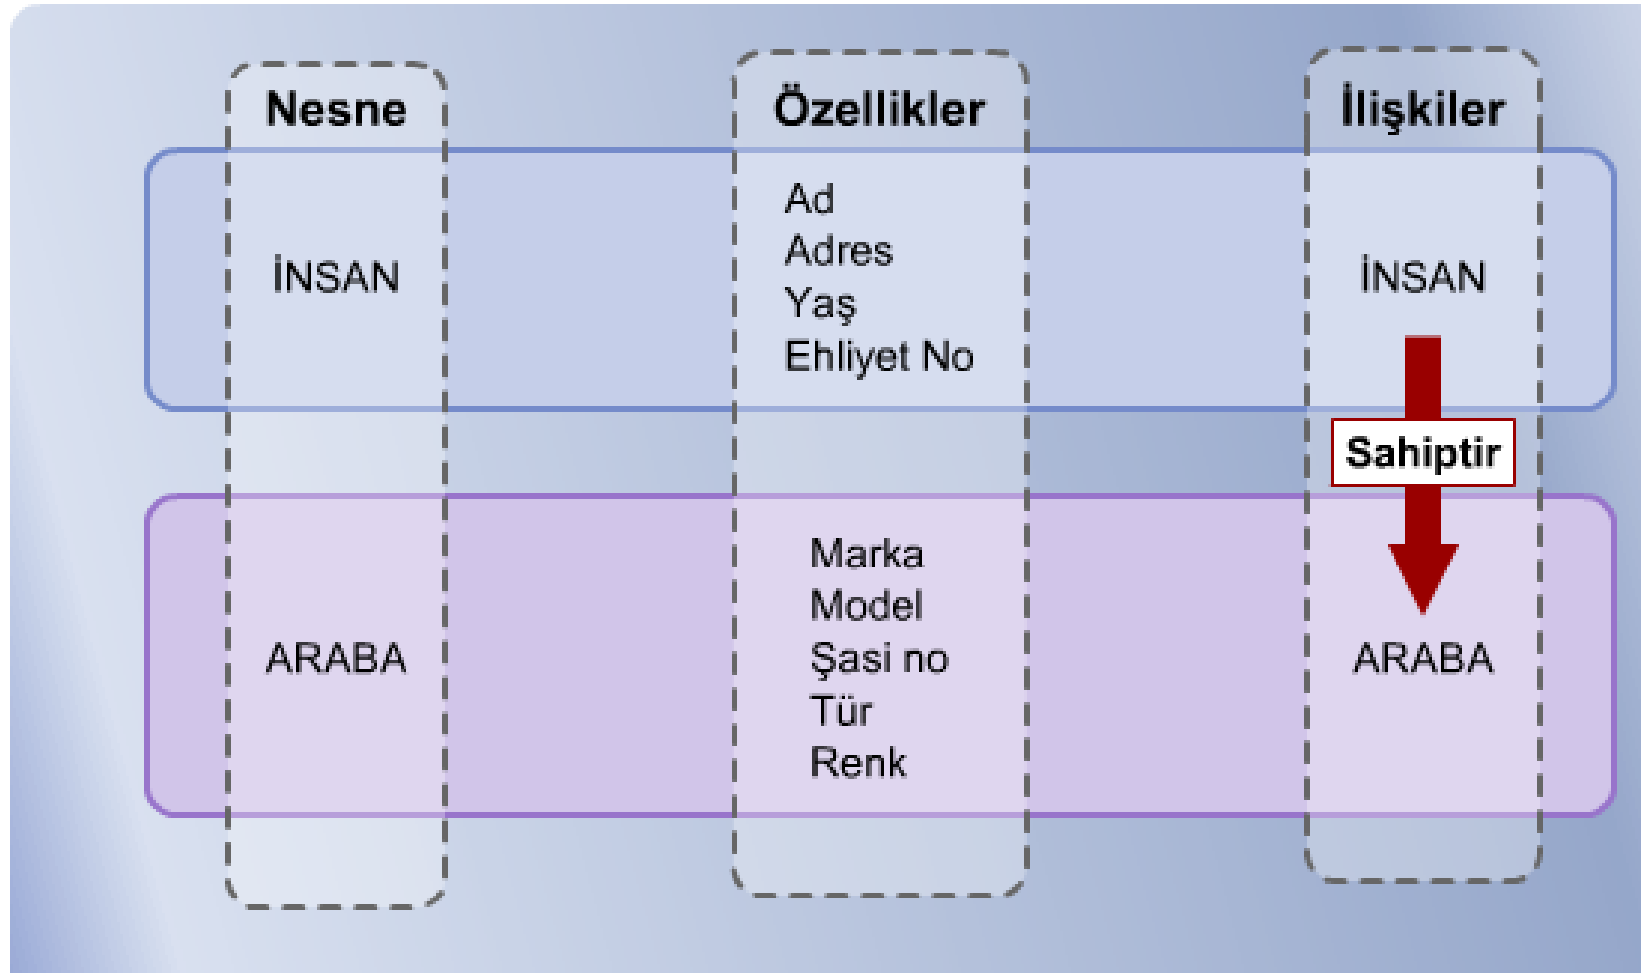 Nesne
Özellikler
İlişkiler
İNSAN
Ad
Adres
Yaş
Ehliyet No
İNSAN
Sahiptir
ARABA
Marka
Model
Şasi no
Tür
Renk
ARABA